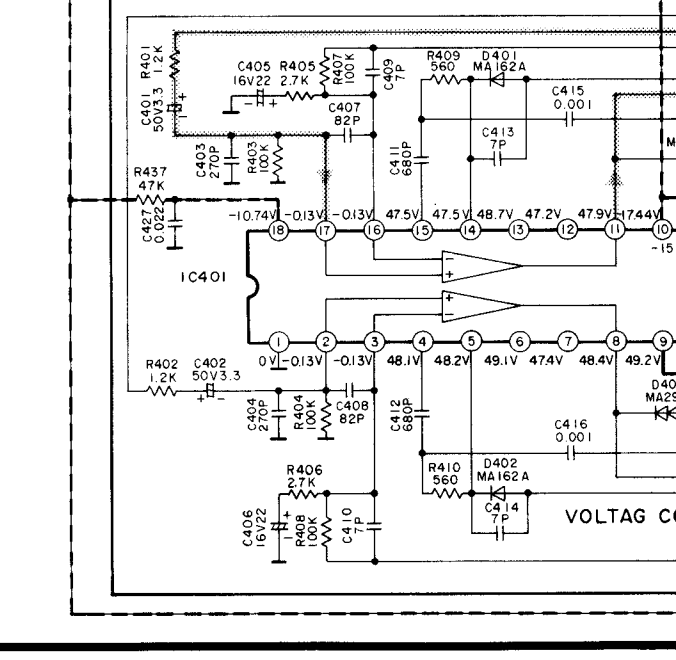 R401
1.2K
C401
50V3.3
+
-
C405
16V22
- +
R405
2.7K
R407
100K
C409
7P
C407
82P
C403
270P
R403
100K
R409
560
D401
MA162A
C415
0.001
C413
7P
C411
680P
M
R437
47K
C427
0.022
-10.74V -0.13V -0.13V 47.5V 47.5V 48.7V 47.2V 47.9V -17.44V
18 17 16 15 14 13 12 11 10
-15
IC401
-
+
+
-
1 2 3 4 5 6 7 8 9
0V -0.13V -0.13V 48.1V 48.2V 49.1V 47.4V 48.4V 49.2V
R402
1.2K
C402
50V3.3
+ -
C404
270P
R404
100K
C408
82P
C412
680P
D40
MA29
C416
0.001
R406
2.7K
C406
16V22
+
-
R408
100K
C410
7P
R410
560
D402
MA162A
C414
7P
VOLTAG CO